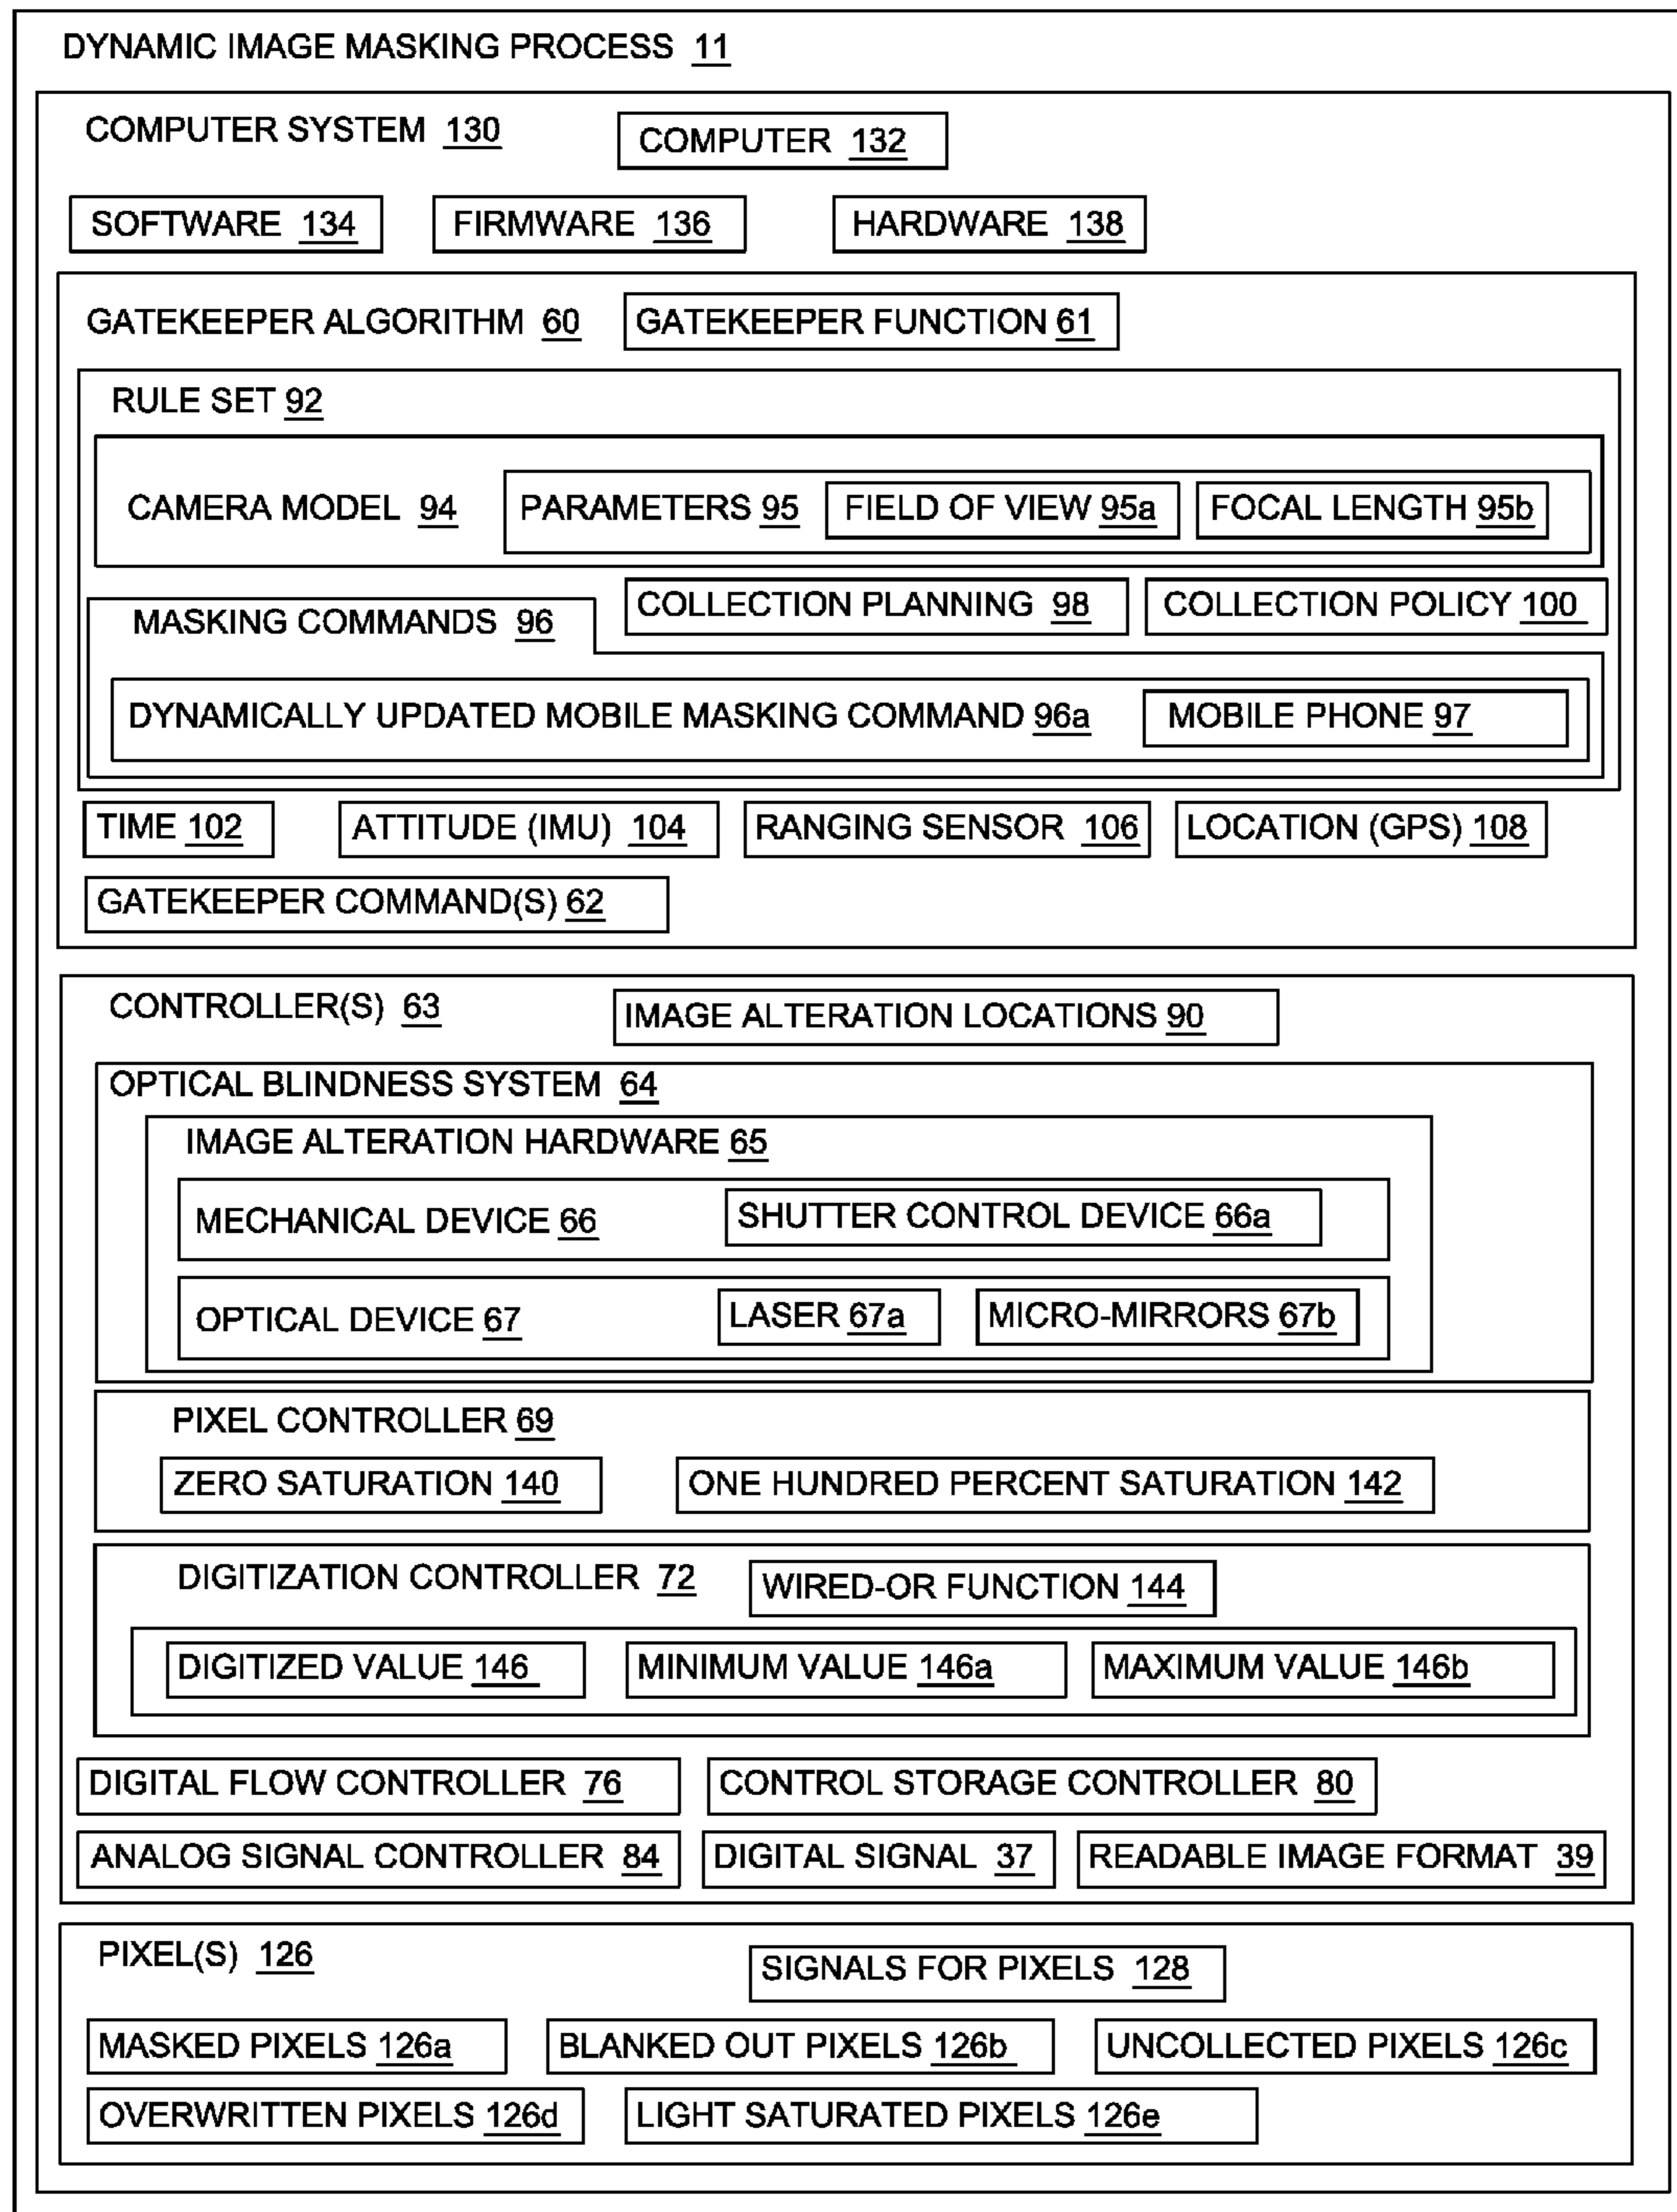 DYNAMIC IMAGE MASKING PROCESS 11
COMPUTER SYSTEM 130 COMPUTER 132
SOFTWARE 134 FIRMWARE 136 HARDWARE 138
GATEKEEPER ALGORITHM 60 GATEKEEPER FUNCTION 61
RULE SET 92
CAMERA MODEL 94 PARAMETERS 95 FIELD OF VIEW 95a FOCAL LENGTH 95b
MASKING COMMANDS 96 COLLECTION PLANNING 98 COLLECTION POLICY 100
DYNAMICALLY UPDATED MOBILE MASKING COMMAND 96a MOBILE PHONE 97
TIME 102 ATTITUDE (IMU) 104 RANGING SENSOR 106 LOCATION (GPS) 108
GATEKEEPER COMMAND(S) 62
CONTROLLER(S) 63 IMAGE ALTERATION LOCATIONS 90
OPTICAL BLINDNESS SYSTEM 64
IMAGE ALTERATION HARDWARE 65
MECHANICAL DEVICE 66 SHUTTER CONTROL DEVICE 66a
OPTICAL DEVICE 67 LASER 67a MICRO-MIRRORS 67b
PIXEL CONTROLLER 69
ZERO SATURATION 140 ONE HUNDRED PERCENT SATURATION 142
DIGITIZATION CONTROLLER 72 WIRED-OR FUNCTION 144
DIGITIZED VALUE 146 MINIMUM VALUE 146a MAXIMUM VALUE 146b
DIGITAL FLOW CONTROLLER 76 CONTROL STORAGE CONTROLLER 80
ANALOG SIGNAL CONTROLLER 84 DIGITAL SIGNAL 37 READABLE IMAGE FORMAT 39
PIXEL(S) 126 SIGNALS FOR PIXELS 128
MASKED PIXELS 126a BLANKED OUT PIXELS 126b UNCOLLECTED PIXELS 126c
OVERWRITTEN PIXELS 126d LIGHT SATURATED PIXELS 126e